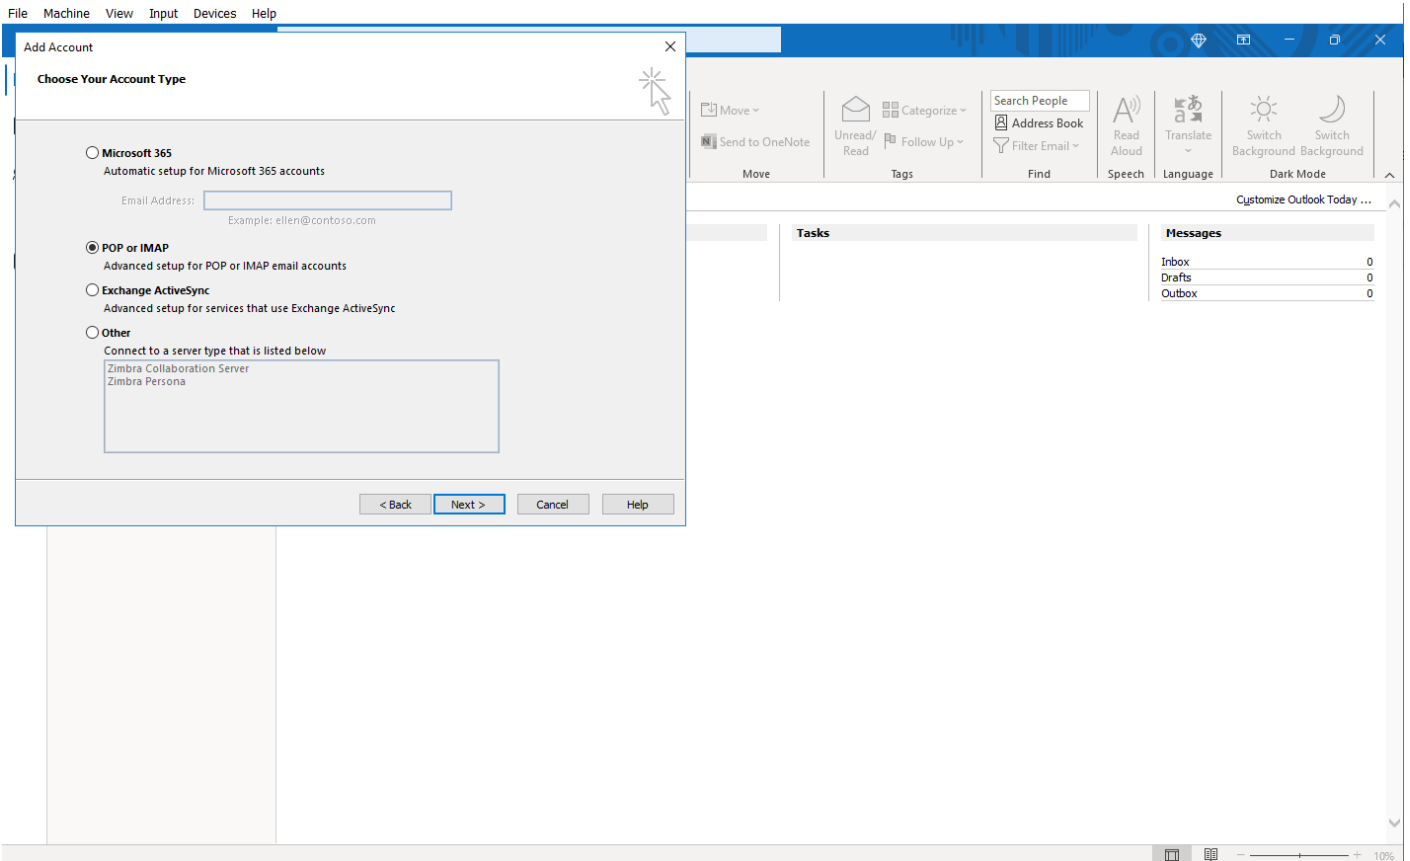 File Machine View Input Devices Help
Add Account
Choose Your Account Type
Microsoft 365
Automatic setup for Microsoft 365 accounts
Email Address:
Example: ellen@contoso.com
POP or IMAP
Advanced setup for POP or IMAP email accounts
Exchange ActiveSync
Advanced setup for services that use Exchange ActiveSync
Other
Connect to a server type that is listed below
Zimbra Collaboration Server
Zimbra Persona
< Back Next > Cancel Help
Move
Send to OneNote
Move
Unread/
Read
Categorize
Follow Up
Tags
Search People
Address Book
Filter Email
Find
Read
Aloud
Speech
Translate
Language
Switch
Background
Switch
Background
Dark Mode
Customize Outlook Today ...
Tasks
Messages
Inbox 0
Drafts 0
Outbox 0
10%